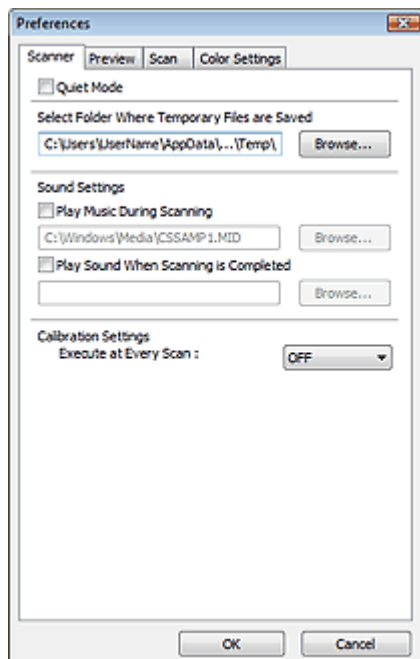 Preferences
Scanner Preview Scan Color Settings
Quiet Mode
Select Folder Where Temporary Files are Saved
C:\Users\UserName\AppData\...\Temp\ Browse...
Sound Settings
Play Music During Scanning
C:\Windows\Media\CSSAMP1.MID Browse...
Play Sound When Scanning is Completed
Browse...
Calibration Settings
Execute at Every Scan : OFF
OK Cancel